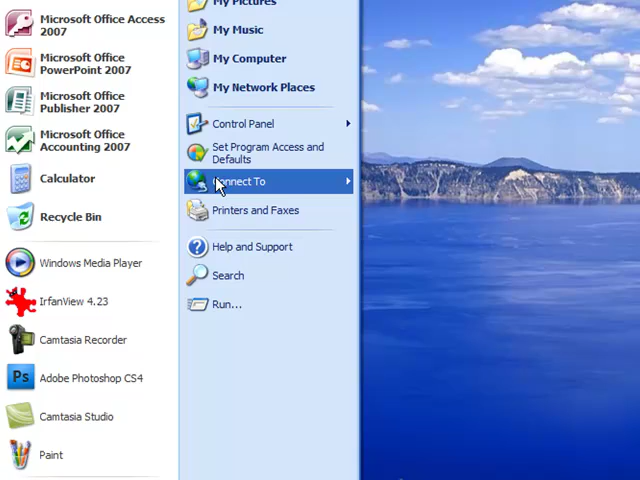 Microsoft Office Access
2007
Microsoft Office
PowerPoint 2007
Microsoft Office
Publisher 2007
Microsoft Office
Accounting 2007
Calculator
Recycle Bin
Windows Media Player
IrfanView 4.23
Camtasia Recorder
Ps
Adobe Photoshop CS4
Camtasia Studio
Paint
My Pictures
My Music
My Computer
My Network Places
Control Panel
Set Program Access and
Defaults
Connect To
Printers and Faxes
Help and Support
Search
Run...